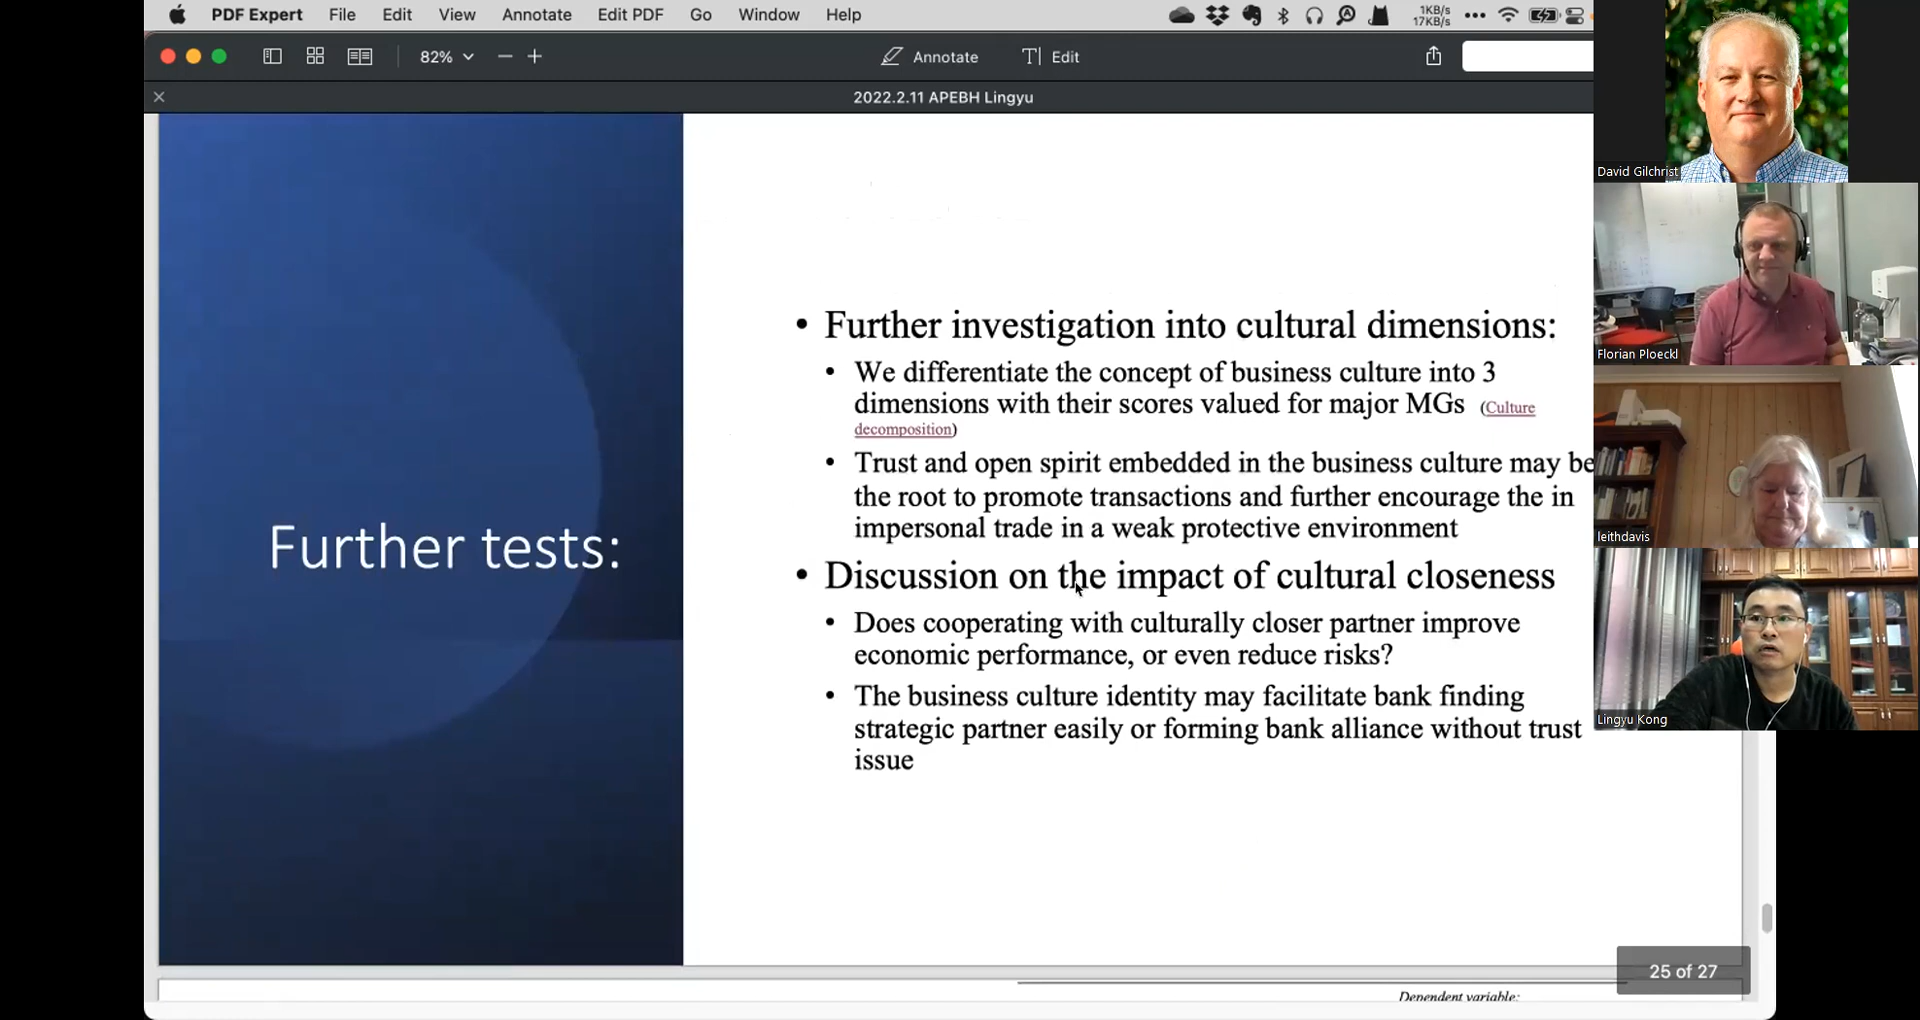 PDF Expert File Edit View Annotate Edit PDF Go Window Help 1KB/s
17KB/s
82% Annotate Edit
2022.2.11 APEBH Lingyu
Further tests:
• Further investigation into cultural dimensions:
• We differentiate the concept of business culture into 3
dimensions with their scores valued for major MGs (Culture
decomposition)
• Trust and open spirit embedded in the business culture may be
the root to promote transactions and further encourage the in
impersonal trade in a weak protective environment
• Discussion on the impact of cultural closeness
• Does cooperating with culturally closer partner improve
economic performance, or even reduce risks?
• The business culture identity may facilitate bank finding
strategic partner easily or forming bank alliance without trust
issue
25 of 27
Dependent variable:
David Gilchrist
Florian Ploeckl
leithdavis
Lingyu Kong